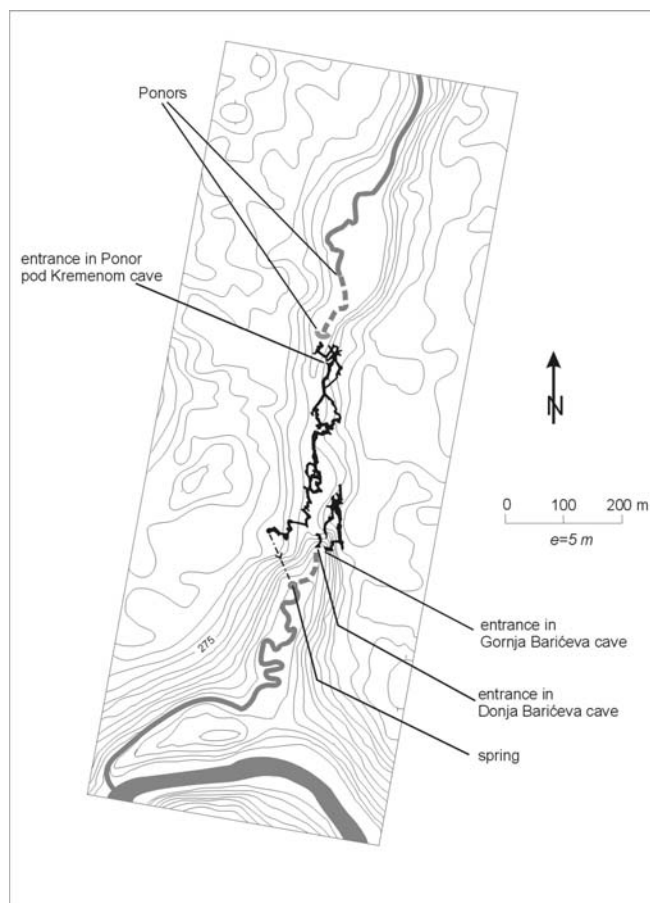 Ponors
entrance in Ponor
pod Kremenom cave
N
0 100 200 m
e=5 m
entrance in
Gornja Barićeva cave
275
entrance in
Donja Barićeva cave
spring